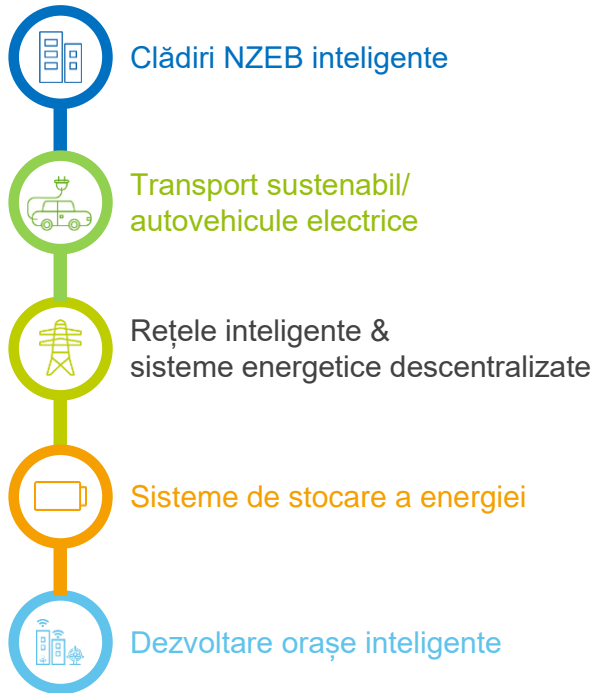 Clădiri NZEB inteligente
Transport sustenabil/
autovehicule electrice
Rețele inteligente &
sisteme energetice descentralizate
Sisteme de stocare a energiei
Dezvoltare orașe inteligente